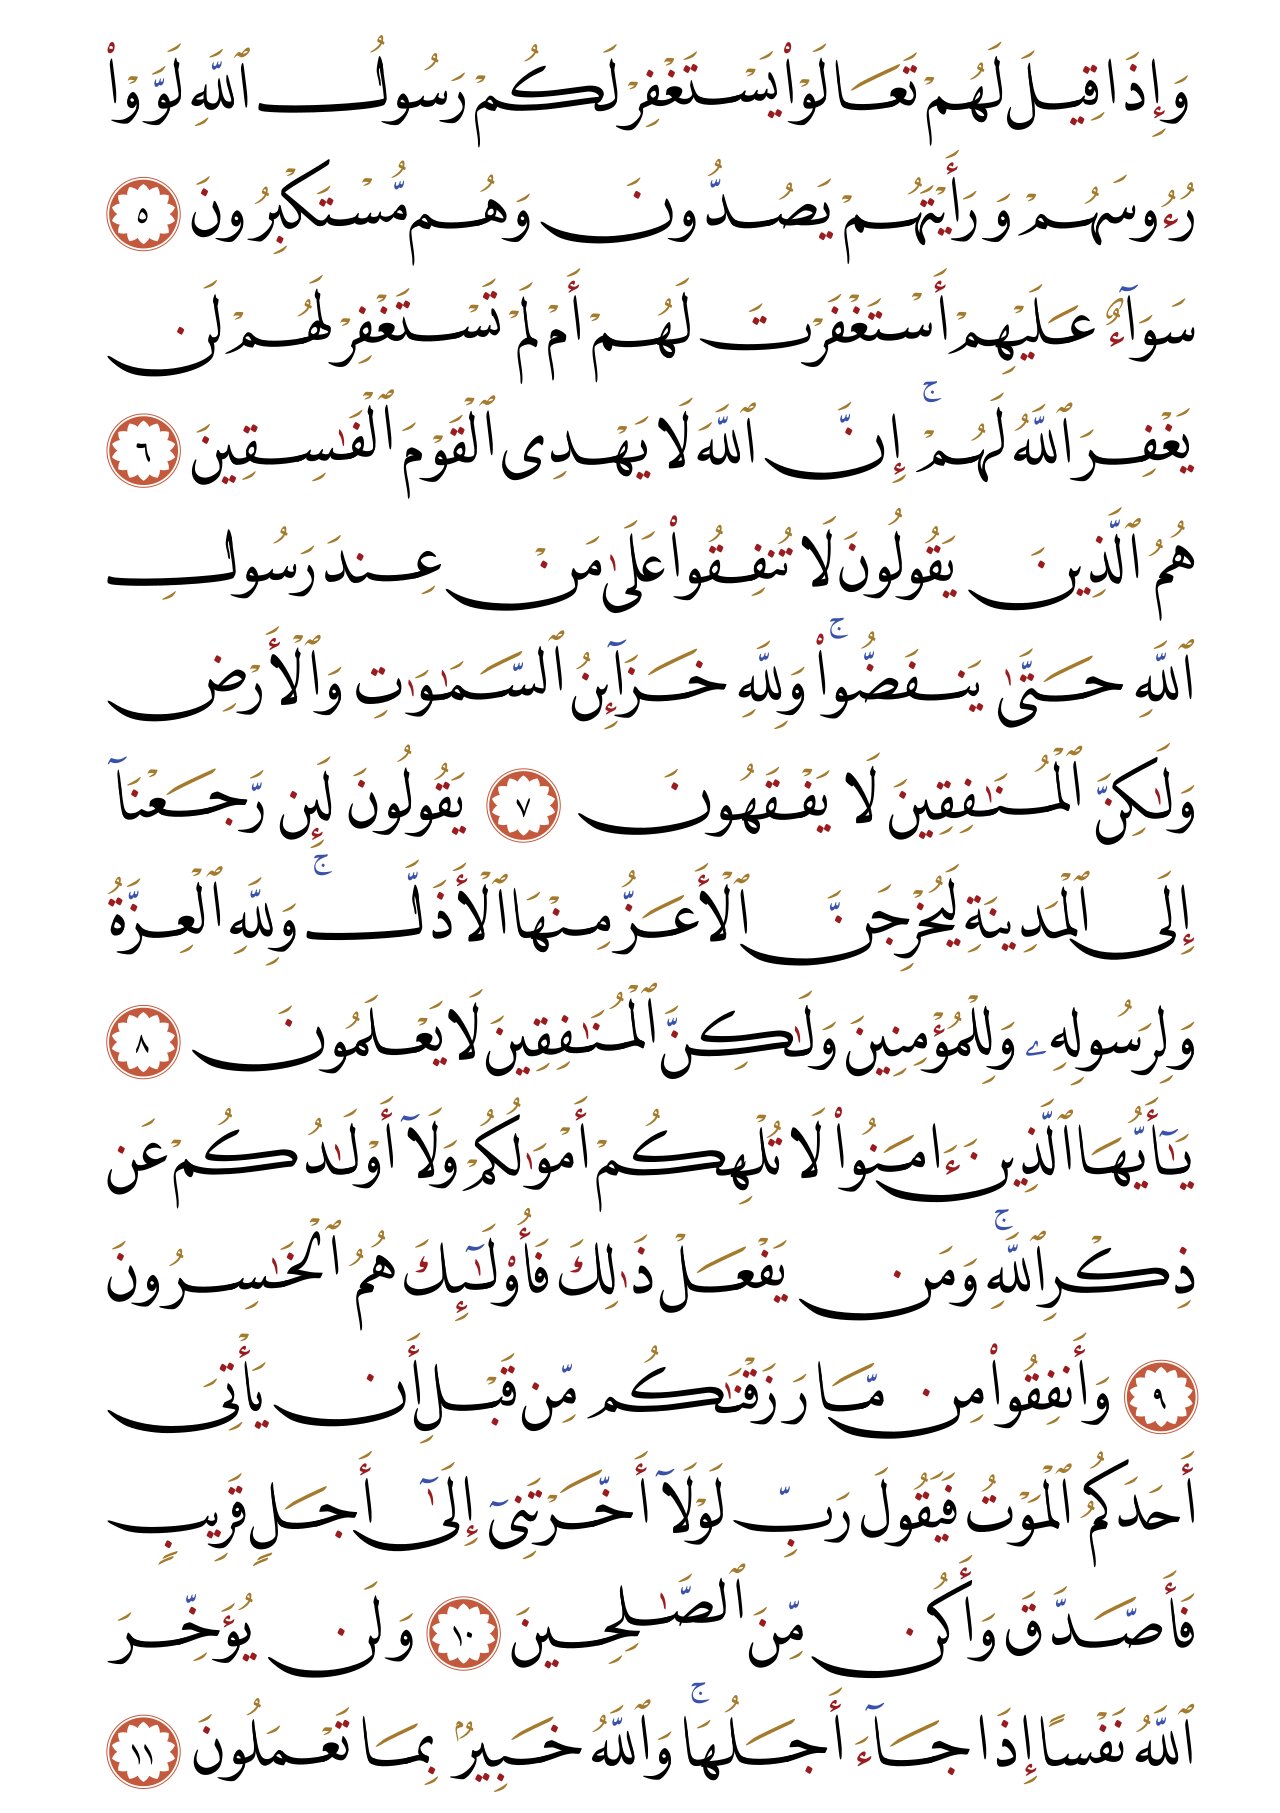 وَإِذَا قِيلَ لَهُمْ تَعَالَوْا۟ يَسْتَغْفِرْ لَكُمْ رَسُولُ ٱللَّهِ لَوَّوْا۟
رُءُوسَهُمْ وَرَأَيْتَهُمْ يَصُدُّونَ وَهُم مُّسْتَكْبِرُونَ ٥
سَوَآءٌ عَلَيْهِمْ أَسْتَغْفَرْتَ لَهُمْ أَمْ لَمْ تَسْتَغْفِرْ لَهُمْ لَن
يَغْفِرَ ٱللَّهُ لَهُمْ ۚ إِنَّ ٱللَّهَ لَا يَهْدِى ٱلْقَوْمَ ٱلْفَـٰسِقِينَ ٦
هُمُ ٱلَّذِينَ يَقُولُونَ لَا تُنفِقُوا۟ عَلَىٰ مَنْ عِندَ رَسُولِ
ٱللَّهِ حَتَّىٰ يَنفَضُّوا۟ ۚ وَلِلَّهِ خَزَآئِنُ ٱلسَّمَـٰوَٰتِ وَٱلْأَرْضِ
وَلَـٰكِنَّ ٱلْمُنَـٰفِقِينَ لَا يَفْقَهُونَ ٧ يَقُولُونَ لَئِن رَّجَعْنَآ
إِلَى ٱلْمَدِينَةِ لَيُخْرِجَنَّ ٱلْأَعَزُّ مِنْهَا ٱلْأَذَلَّ ۚ وَلِلَّهِ ٱلْعِزَّةُ
وَلِرَسُولِهِۦ وَلِلْمُؤْمِنِينَ وَلَـٰكِنَّ ٱلْمُنَـٰفِقِينَ لَا يَعْلَمُونَ ٨
يَـٰٓأَيُّهَا ٱلَّذِينَ ءَامَنُوا۟ لَا تُلْهِكُمْ أَمْوَٰلُكُمْ وَلَآ أَوْلَـٰدُكُمْ عَن
ذِكْرِ ٱللَّهِ ۚ وَمَن يَفْعَلْ ذَٰلِكَ فَأُو۟لَـٰٓئِكَ هُمُ ٱلْخَـٰسِرُونَ
٩ وَأَنفِقُوا۟ مِن مَّا رَزَقْنَـٰكُم مِّن قَبْلِ أَن يَأْتِىَ
أَحَدَكُمُ ٱلْمَوْتُ فَيَقُولَ رَبِّ لَوْلَآ أَخَّرْتَنِىٓ إِلَىٰٓ أَجَلٍ قَرِيبٍ
فَأَصَّدَّقَ وَأَكُن مِّنَ ٱلصَّـٰلِحِينَ ١٠ وَلَن يُؤَخِّرَ
ٱللَّهُ نَفْسًا إِذَا جَآءَ أَجَلُهَا ۚ وَٱللَّهُ خَبِيرٌۢ بِمَا تَعْمَلُونَ ١١